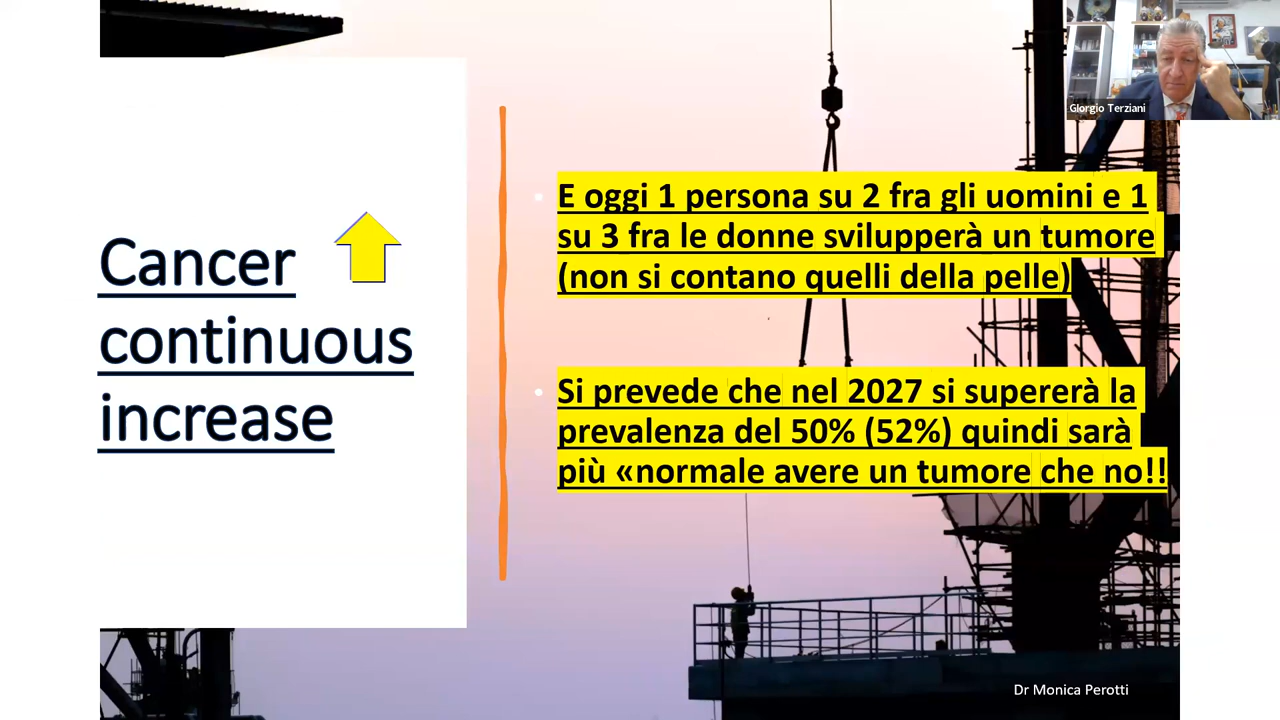 Giorgio Terziani
Cancer
continuous
increase
E oggi 1 persona su 2 fra gli uomini e 1
su 3 fra le donne svilupperà un tumore
(non si contano quelli della pelle)
Si prevede che nel 2027 si supererà la
prevalenza del 50% (52%) quindi sarà
più «normale avere un tumore che no!!
Dr Monica Perotti